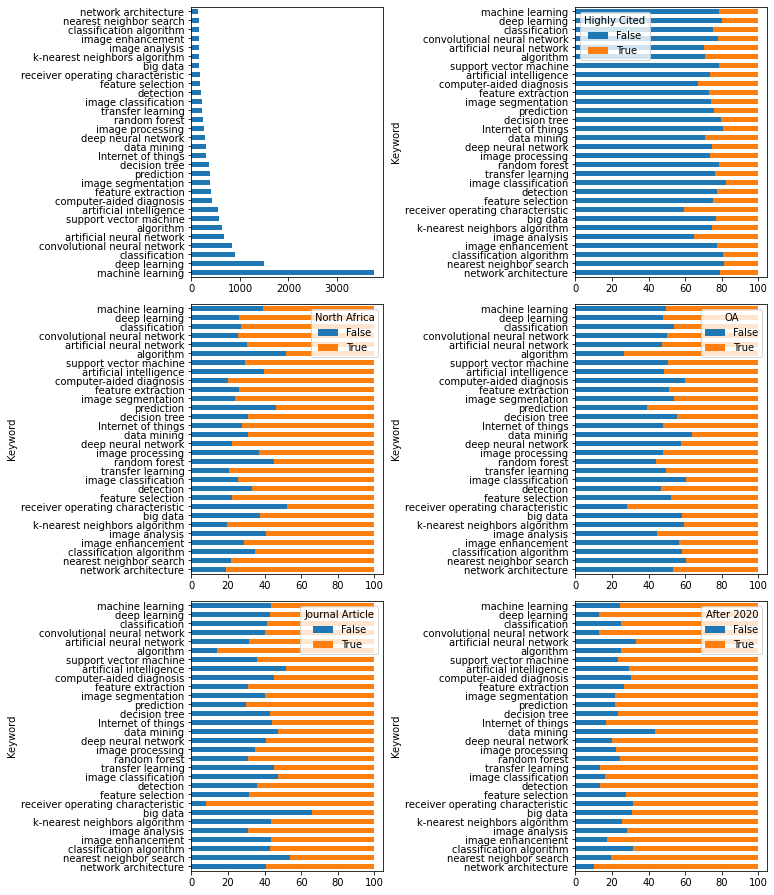 network architecture
nearest neighbor search
classification algorithm
image enhancement
image analysis
k-nearest neighbors algorithm
big data
receiver operating characteristic
feature selection
detection
image classification
transfer learning
random forest
image processing
deep neural network
data mining
Internet of things
decision tree
prediction
image segmentation
feature extraction
computer-aided diagnosis
artificial intelligence
support vector machine
algorithm
artificial neural network
convolutional neural network
classification
deep learning
machine learning
0 1000 2000 3000
Keyword
machine learning
deep learning
classification
convolutional neural network
artificial neural network
algorithm
support vector machine
artificial intelligence
computer-aided diagnosis
feature extraction
image segmentation
prediction
decision tree
Internet of things
data mining
deep neural network
image processing
random forest
transfer learning
image classification
detection
feature selection
receiver operating characteristic
big data
k-nearest neighbors algorithm
image analysis
image enhancement
classification algorithm
nearest neighbor search
network architecture
0 20 40 60 80 100
Highly Cited
False
True
Keyword
machine learning
deep learning
classification
convolutional neural network
artificial neural network
algorithm
support vector machine
artificial intelligence
computer-aided diagnosis
feature extraction
image segmentation
prediction
decision tree
Internet of things
data mining
deep neural network
image processing
random forest
transfer learning
image classification
detection
feature selection
receiver operating characteristic
big data
k-nearest neighbors algorithm
image analysis
image enhancement
classification algorithm
nearest neighbor search
network architecture
0 20 40 60 80 100
North Africa
False
True
Keyword
machine learning
deep learning
classification
convolutional neural network
artificial neural network
algorithm
support vector machine
artificial intelligence
computer-aided diagnosis
feature extraction
image segmentation
prediction
decision tree
Internet of things
data mining
deep neural network
image processing
random forest
transfer learning
image classification
detection
feature selection
receiver operating characteristic
big data
k-nearest neighbors algorithm
image analysis
image enhancement
classification algorithm
nearest neighbor search
network architecture
0 20 40 60 80 100
OA
False
True
Keyword
machine learning
deep learning
classification
convolutional neural network
artificial neural network
algorithm
support vector machine
artificial intelligence
computer-aided diagnosis
feature extraction
image segmentation
prediction
decision tree
Internet of things
data mining
deep neural network
image processing
random forest
transfer learning
image classification
detection
feature selection
receiver operating characteristic
big data
k-nearest neighbors algorithm
image analysis
image enhancement
classification algorithm
nearest neighbor search
network architecture
0 20 40 60 80 100
Journal Article
False
True
Keyword
machine learning
deep learning
classification
convolutional neural network
artificial neural network
algorithm
support vector machine
artificial intelligence
computer-aided diagnosis
feature extraction
image segmentation
prediction
decision tree
Internet of things
data mining
deep neural network
image processing
random forest
transfer learning
image classification
detection
feature selection
receiver operating characteristic
big data
k-nearest neighbors algorithm
image analysis
image enhancement
classification algorithm
nearest neighbor search
network architecture
0 20 40 60 80 100
After 2020
False
True